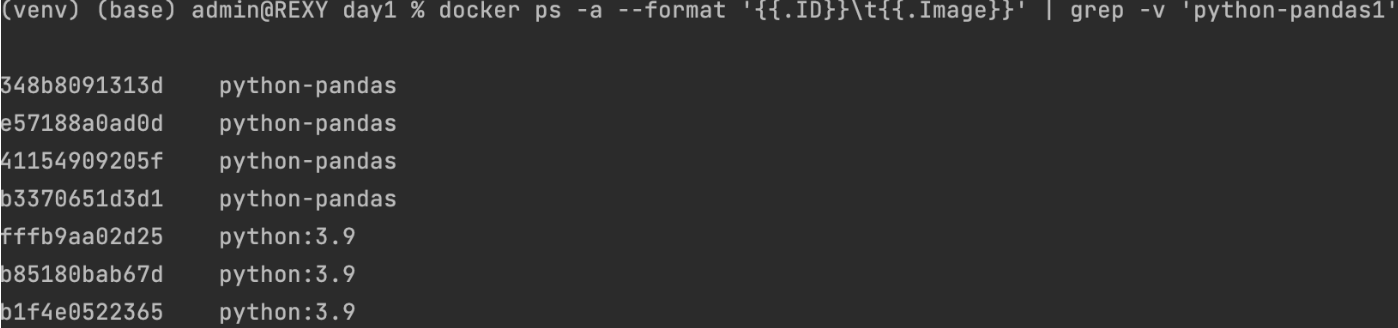 (venv) (base) admin@REXY day1 % docker ps -a --format '{{.ID}}\t{{.Image}}' | grep -v 'python-pandas1'
348b8091313d    python-pandas
e57188a0ad0d    python-pandas
41154909205f    python-pandas
b3370651d3d1    python-pandas
fffb9aa02d25    python:3.9
b85180bab67d    python:3.9
b1f4e0522365    python:3.9